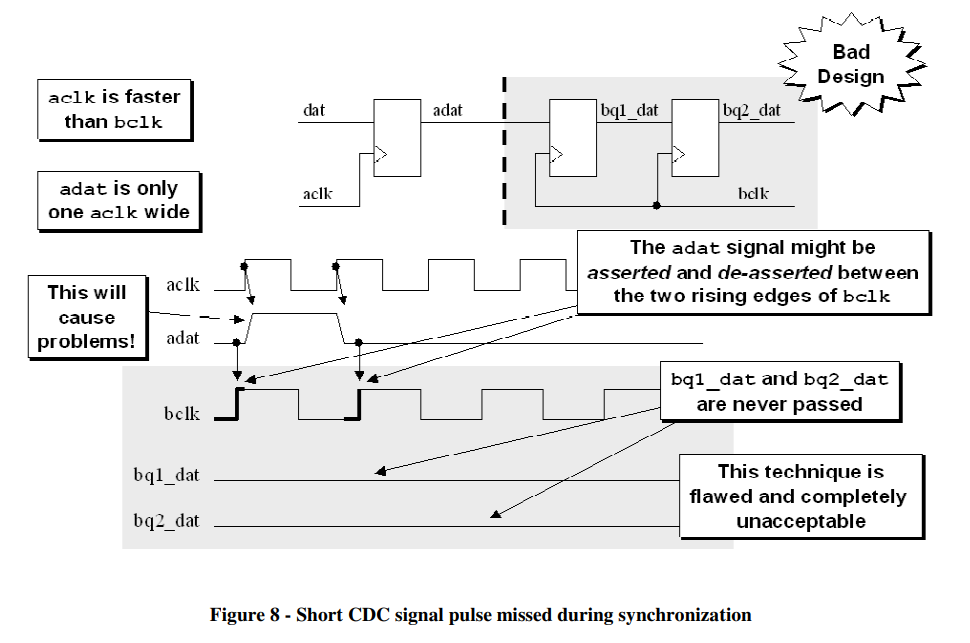 Bad
Design
aclk is faster
than bclk
dat
adat
bq1_dat
bq2_dat
adat is only
one aclk wide
aclk
bclk
The adat signal might be
asserted and de-asserted between
the two rising edges of bclk
aclk
This will
cause
problems!
adat
bq1_dat and bq2_dat
are never passed
bclk
This technique is
flawed and completely
unacceptable
bq1_dat
bq2_dat
Figure 8 - Short CDC signal pulse missed during synchronization